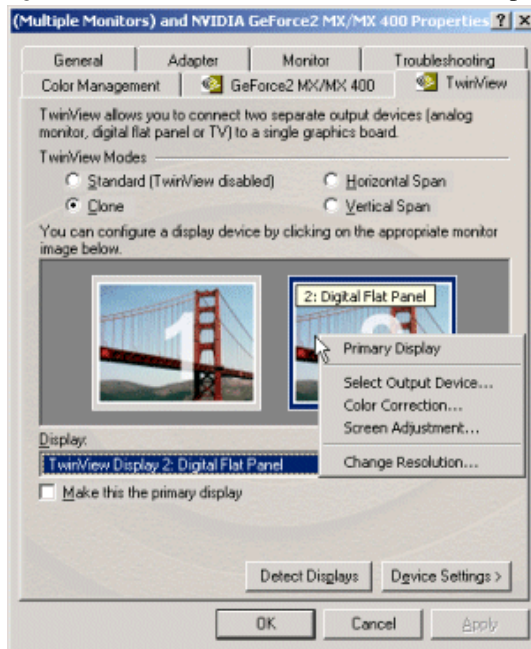 (Multiple Monitors) and NVIDIA GeForce2 MX/MX 400 Properties
General Adapter Monitor Troubleshooting
Color Management GeForce2 MX/MX 400 TwinView
TwinView allows you to connect two separate output devices (analog
monitor, digital flat panel or TV) to a single graphics board.
TwinView Modes
Standard (TwinView disabled) Horizontal Span
Clone Vertical Span
You can configure a display device by clicking on the appropriate monitor
image below.
1
2: Digital Flat Panel
Primary Display
Select Output Device...
Color Correction...
Screen Adjustment...
Change Resolution...
Display:
TwinView Display 2: Digital Flat Panel
Make this the primary display
Detect Displays Device Settings >
OK Cancel Apply